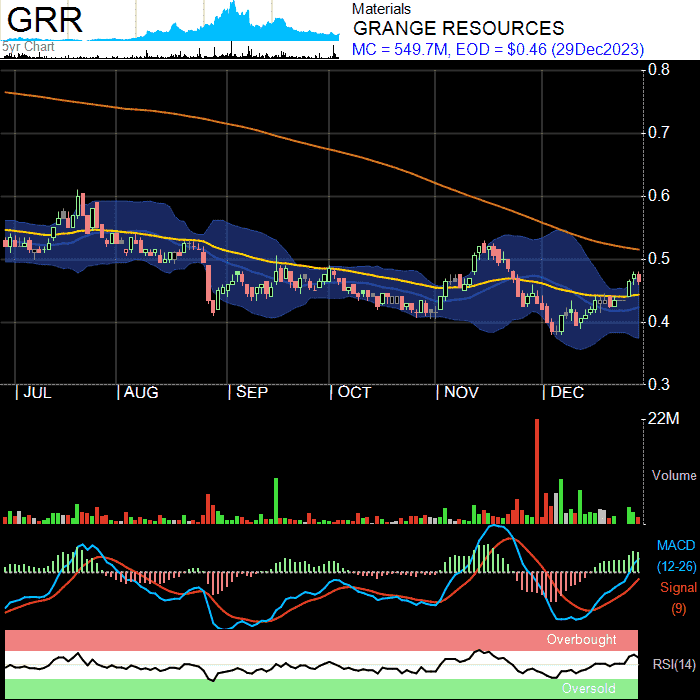 GRR
5yr Chart
Materials
GRANGE RESOURCES
MC = 549.7M, EOD = $0.46 (29Dec2023)
0.8
0.7
0.6
0.5
0.4
0.3
JUL AUG SEP OCT NOV DEC
22M
Volume
MACD
(12-26)
Signal
(9)
Overbought
RSI(14)
Oversold